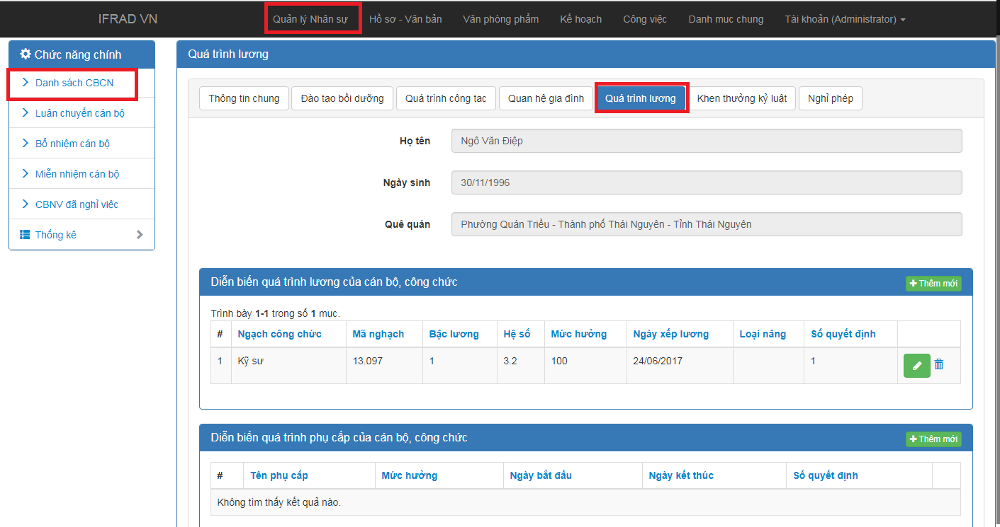 IFRAD VN Quản lý Nhân sự Hồ sơ - Văn bản Văn phòng phẩm Kế hoạch Công việc Danh muc chung Tài khoản (Administrator)
Chức năng chính
Danh sách CBCN
Luân chuyển cán bộ
Bổ nhiệm cán bộ
Miễn nhiệm cán bộ
CBNV đã nghỉ việc
Thống kê
Quá trình lương
Thông tin chung Đào tạo bồi dưỡng Quá trình công tac Quan hệ gia đình Quá trình lương Khen thưởng kỷ luật Nghỉ phép
Họ tên Ngô Văn Điệp
Ngày sinh 30/11/1996
Quê quán Phường Quán Triều - Thành phố Thái Nguyên - Tỉnh Thái Nguyên
Diễn biến quá trình lương của cán bộ, công chức Thêm mới
Trình bày 1-1 trong số 1 mục.
# Ngạch công chức Mã nghạch Bậc lương Hệ số Mức hưởng Ngày xếp lương Loại nâng Số quyết định
1 Kỹ sư 13.097 1 3.2 100 24/06/2017 1
Diễn biến quá trình phụ cấp của cán bộ, công chức Thêm mới
# Tên phụ cấp Mức hưởng Ngày bắt đầu Ngày kết thúc Số quyết định
Không tìm thấy kết quả nào.